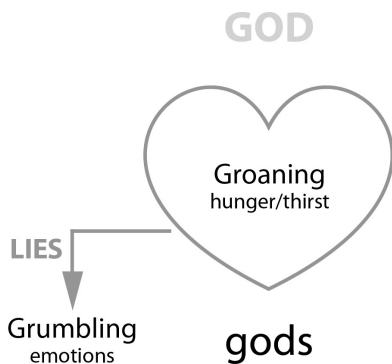 GOD
Groaning
hunger/thirst
LIES
Grumbling
emotions
gods